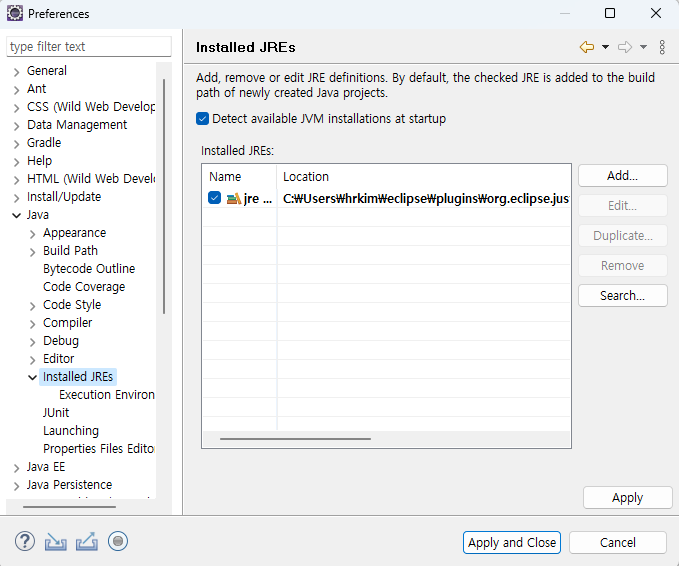 Preferences
type filter text
General
Ant
CSS (Wild Web Develop
Data Management
Gradle
Help
HTML (Wild Web Devel
Install/Update
Java
Appearance
Build Path
Bytecode Outline
Code Coverage
Code Style
Compiler
Debug
Editor
Installed JREs
Execution Environ
JUnit
Launching
Properties Files Editor
Java EE
Java Persistence
Installed JREs
Add, remove or edit JRE definitions. By default, the checked JRE is added to the build
path of newly created Java projects.
Detect available JVM installations at startup
Installed JREs:
Name Location
jre ... C:₩Users₩hrkim₩eclipse₩plugins₩org.eclipse.jus
Add...
Edit...
Duplicate...
Remove
Search...
Apply
Apply and Close
Cancel